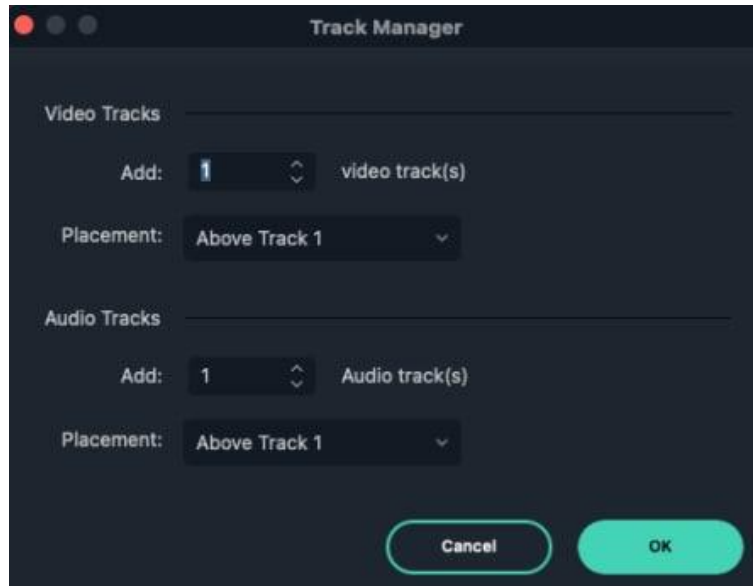 Track Manager
Video Tracks
Add: 1 video track(s)
Placement: Above Track 1
Audio Tracks
Add: 1 Audio track(s)
Placement: Above Track 1
Cancel OK